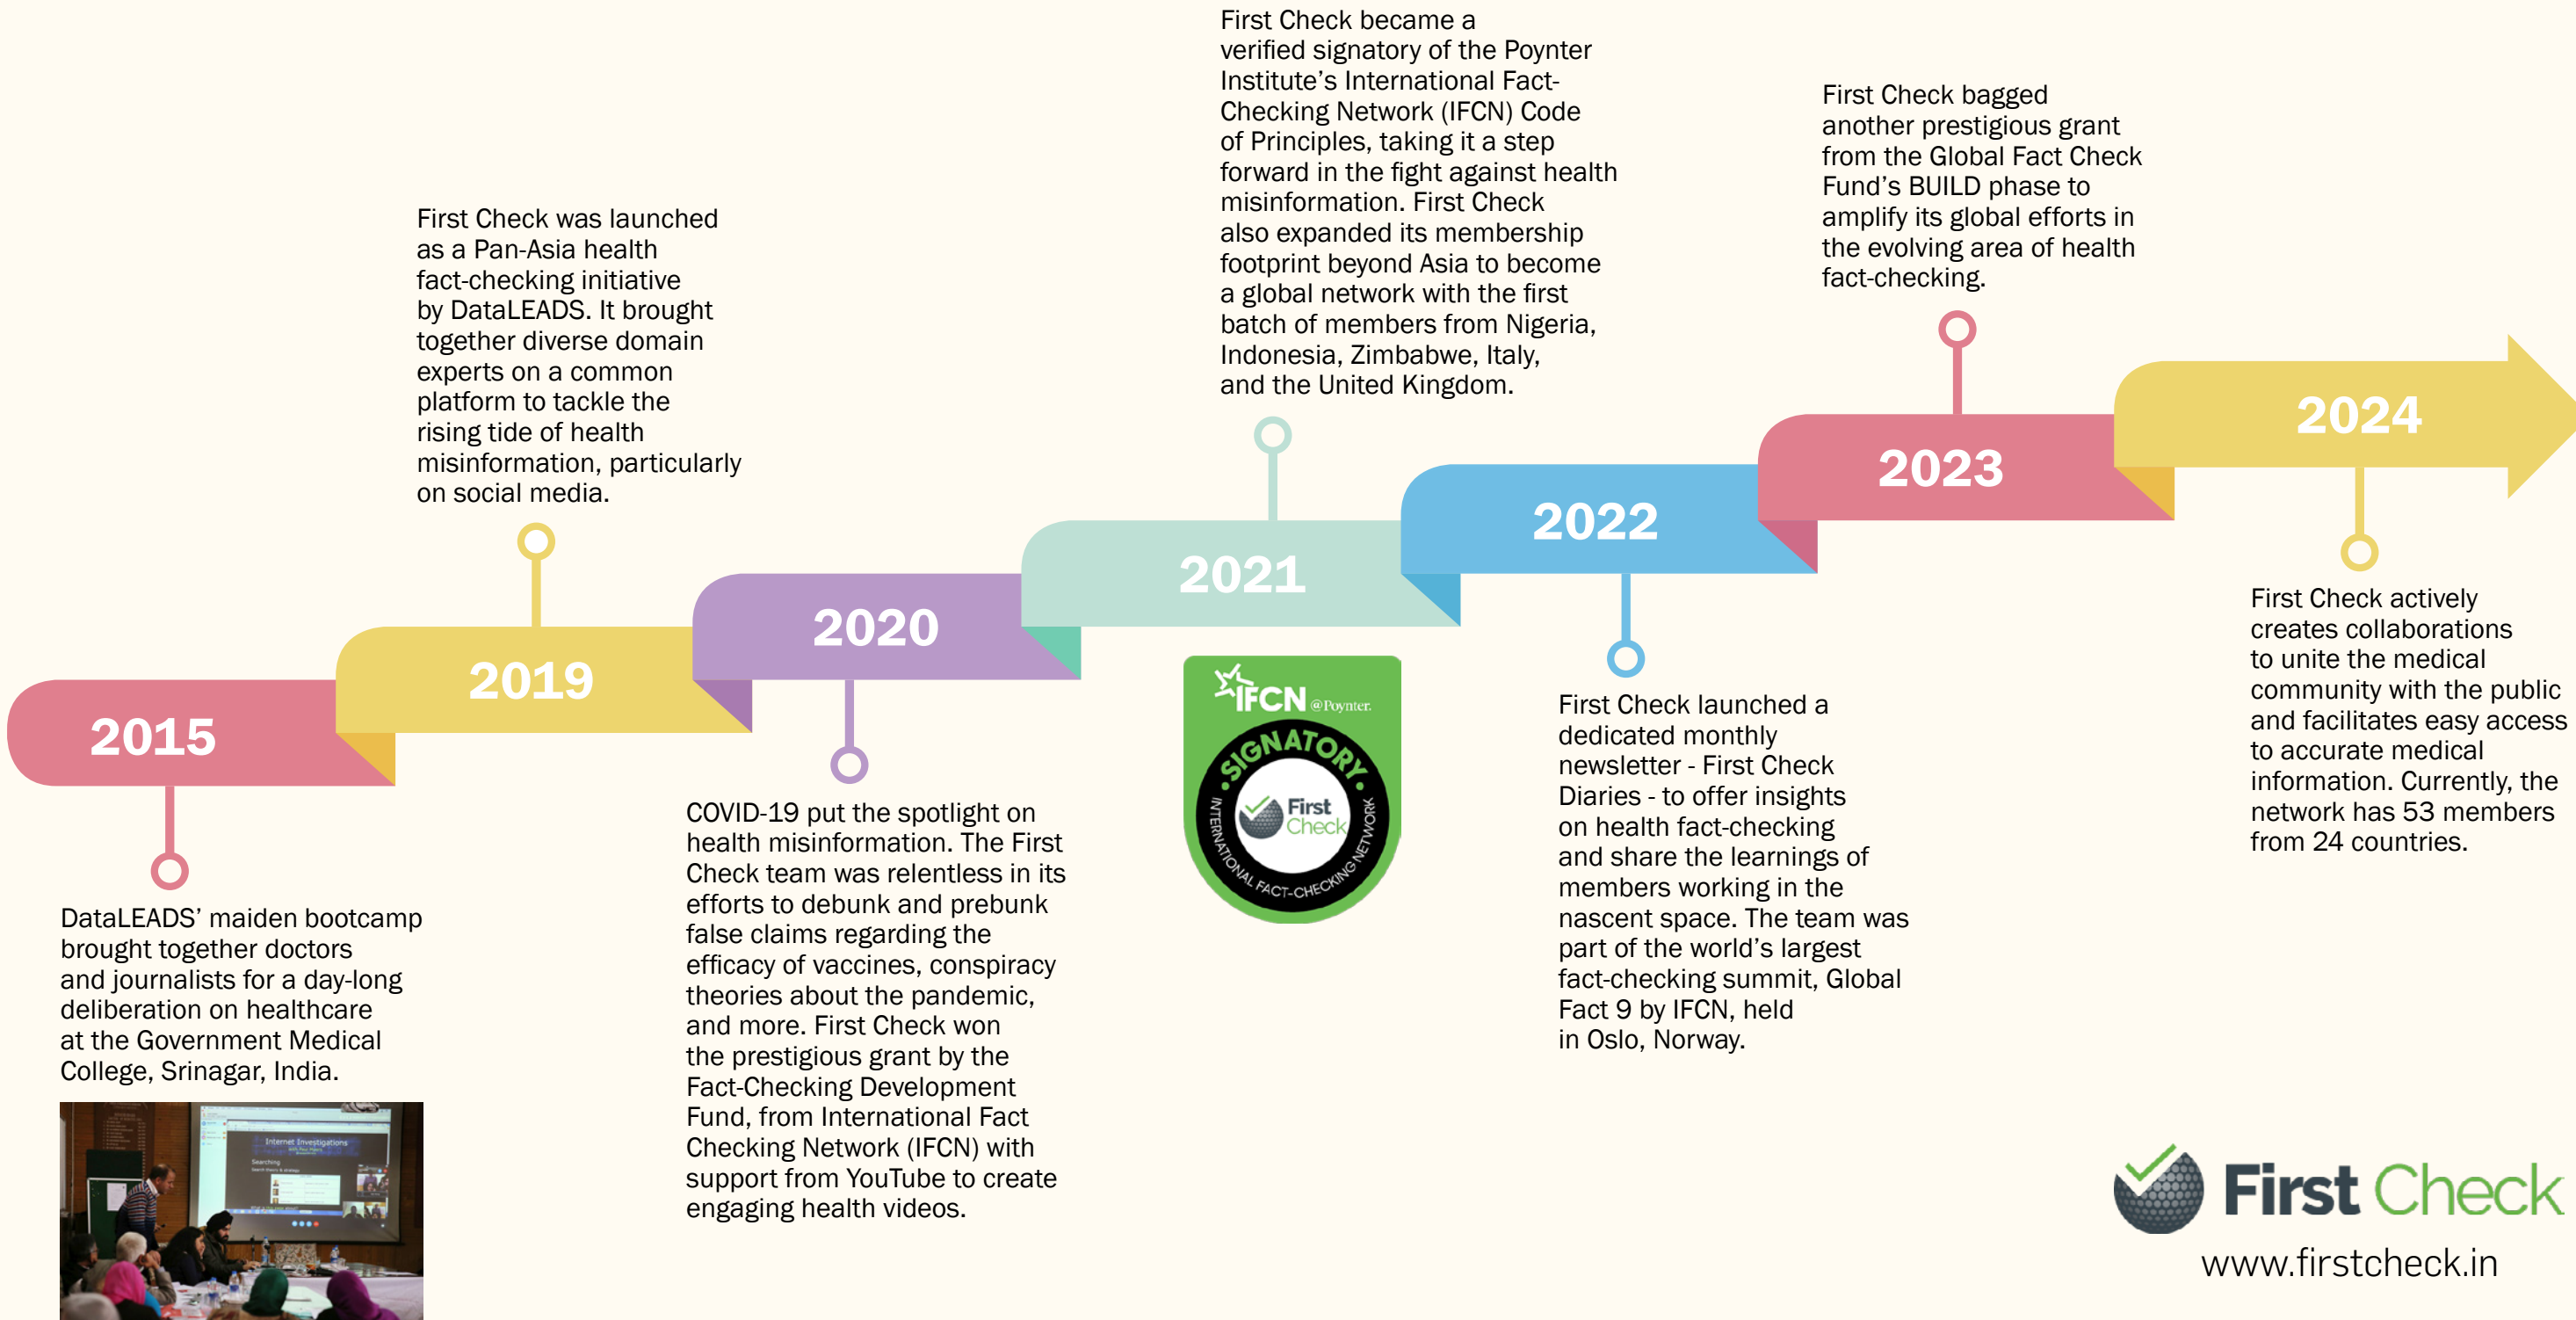 2015
DataLEADS’ maiden bootcamp
brought together doctors
and journalists for a day-long
deliberation on healthcare
at the Government Medical
College, Srinagar, India.
Internet Investigations
Searching
First Check was launched
as a Pan-Asia health
fact-checking initiative
by DataLEADS. It brought
together diverse domain
experts on a common
platform to tackle the
rising tide of health
misinformation, particularly
on social media.
2019
2020
COVID-19 put the spotlight on
health misinformation. The First
Check team was relentless in its
efforts to debunk and prebunk
false claims regarding the
efficacy of vaccines, conspiracy
theories about the pandemic,
and more. First Check won
the prestigious grant by the
Fact-Checking Development
Fund, from International Fact
Checking Network (IFCN) with
support from YouTube to create
engaging health videos.
First Check became a
verified signatory of the Poynter
Institute’s International Fact-
Checking Network (IFCN) Code
of Principles, taking it a step
forward in the fight against health
misinformation. First Check
also expanded its membership
footprint beyond Asia to become
a global network with the first
batch of members from Nigeria,
Indonesia, Zimbabwe, Italy,
and the United Kingdom.
2021
IFCN @Poynter.
SIGNATORY
First
Check
INTERNATIONAL FACT-CHECKING NETWORK
2022
First Check launched a
dedicated monthly
newsletter - First Check
Diaries - to offer insights
on health fact-checking
and share the learnings of
members working in the
nascent space. The team was
part of the world’s largest
fact-checking summit, Global
Fact 9 by IFCN, held
in Oslo, Norway.
First Check bagged
another prestigious grant
from the Global Fact Check
Fund’s BUILD phase to
amplify its global efforts in
the evolving area of health
fact-checking.
2023
2024
First Check actively
creates collaborations
to unite the medical
community with the public
and facilitates easy access
to accurate medical
information. Currently, the
network has 53 members
from 24 countries.
First Check
www.firstcheck.in